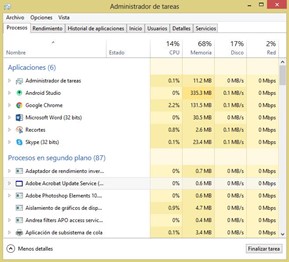 Administrador de tareas
Archivo Opciones Vista
Procesos Rendimiento Historial de aplicaciones Inicio Usuarios Detalles Servicios
14% 68% 17% 2%
Nombre Estado CPU Memoria Disco Red
Aplicaciones (6)
Administrador de tareas 0.1% 11.2 MB 0 MB/s 0 Mbps
Android Studio 0% 335.3 MB 0 MB/s 0 Mbps
Google Chrome 2.2% 131.5 MB 0 MB/s 0 Mbps
Microsoft Word (32 bits) 0% 0.8 MB 0 MB/s 0 Mbps
Recortes 0.8% 2.6 MB 0 MB/s 0 Mbps
Skype (32 bits) 0.1% 23.4 MB 0 MB/s 0 Mbps
Procesos en segundo plano (87)
Adaptador de rendimiento inver... 0% 0.7 MB 0 MB/s 0 Mbps
Adobe Acrobat Update Service (... 0% 0.6 MB 0 MB/s 0 Mbps
Adobe Photoshop Elements 10.... 0% 0.6 MB 0 MB/s 0 Mbps
Aislamiento de gráficos de disp... 0.9% 4.7 MB 0 MB/s 0 Mbps
Andrea filters APO access servic... 0% 0.4 MB 0 MB/s 0 Mbps
Aplicación de subsistema de cola 0.1% 3.4 MB 0 MB/s 0 Mbps
Menos detalles Finalizar tarea